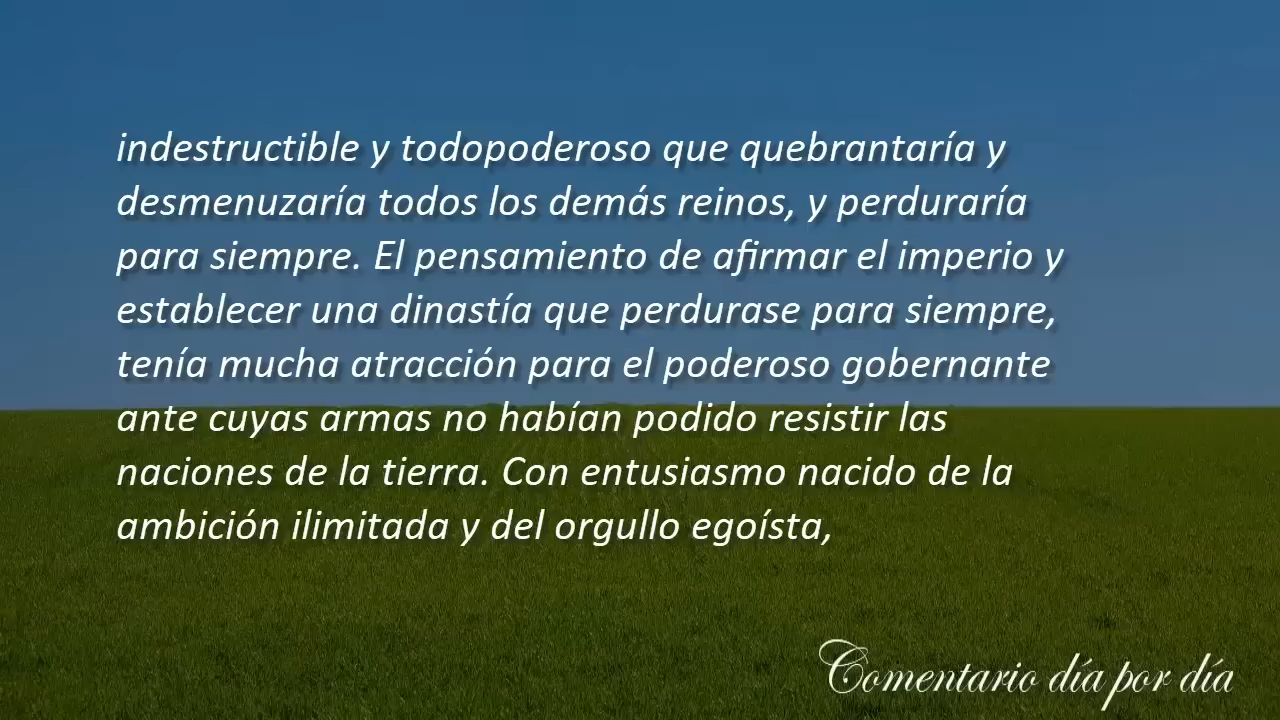 indestructible y todopoderoso que quebrantaría y
desmenuzaría todos los demás reinos, y perduraría
para siempre. El pensamiento de afirmar el imperio y
establecer una dinastía que perdurase para siempre,
tenía mucha atracción para el poderoso gobernante
ante cuyas armas no habían podido resistir las
naciones de la tierra. Con entusiasmo nacido de la
ambición ilimitada y del orgullo egoísta,
Comentario día por día